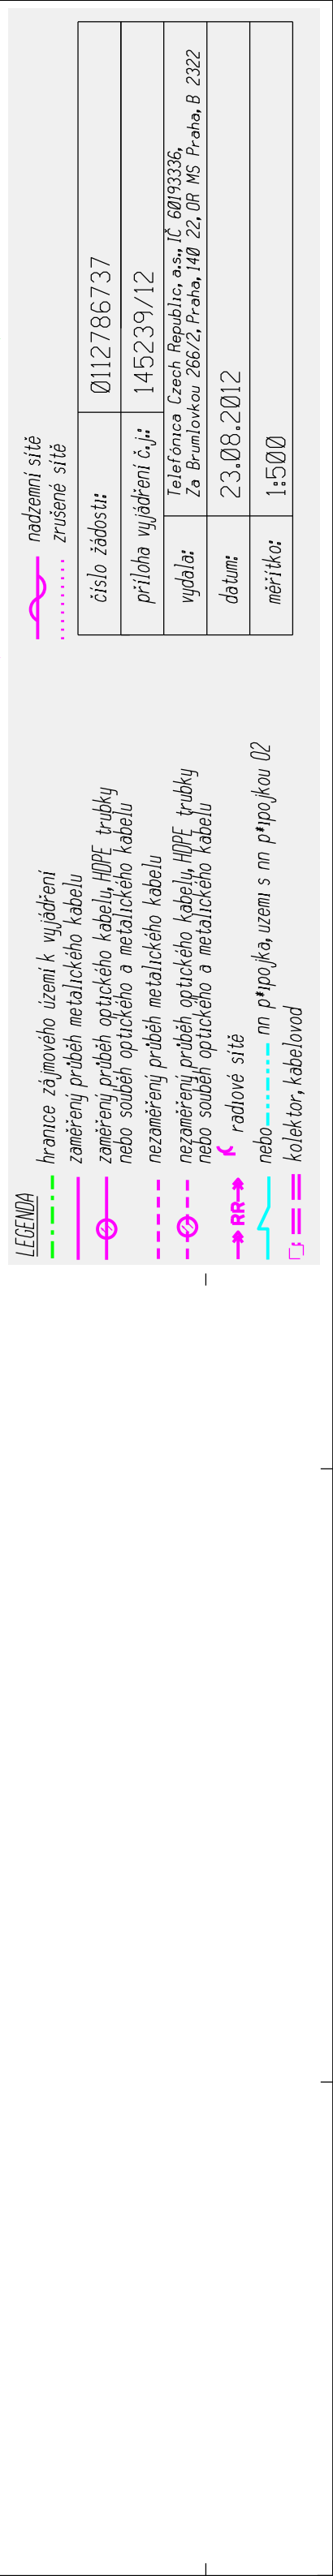 LEGENDA
hranice zájmového území k vyjádření
zaměřený průběh metalického kabelu
zaměřený průběh optického kabelu, HDPE trubky
nebo souběh optického a metalického kabelu
nezaměřený průběh metalického kabelu
nezaměřený průběh optického kabelu, HDPE trubky
nebo souběh optického a metalického kabelu
RR radiové sítě
nebo nn p*ipojka, uzemi s nn p*ipojkou O2
kolektor, kabelovod
nadzemní sítě
zrušené sítě
číslo žádosti: 0112786737
příloha vyjádření č.j.: 145239/12
vydala: Telefónica Czech Republic, a.s., IČ 60193336,
Za Brumlovkou 266/2, Praha, 140 22, OR MS Praha, B 2322
datum: 23.08.2012
měřítko: 1:500